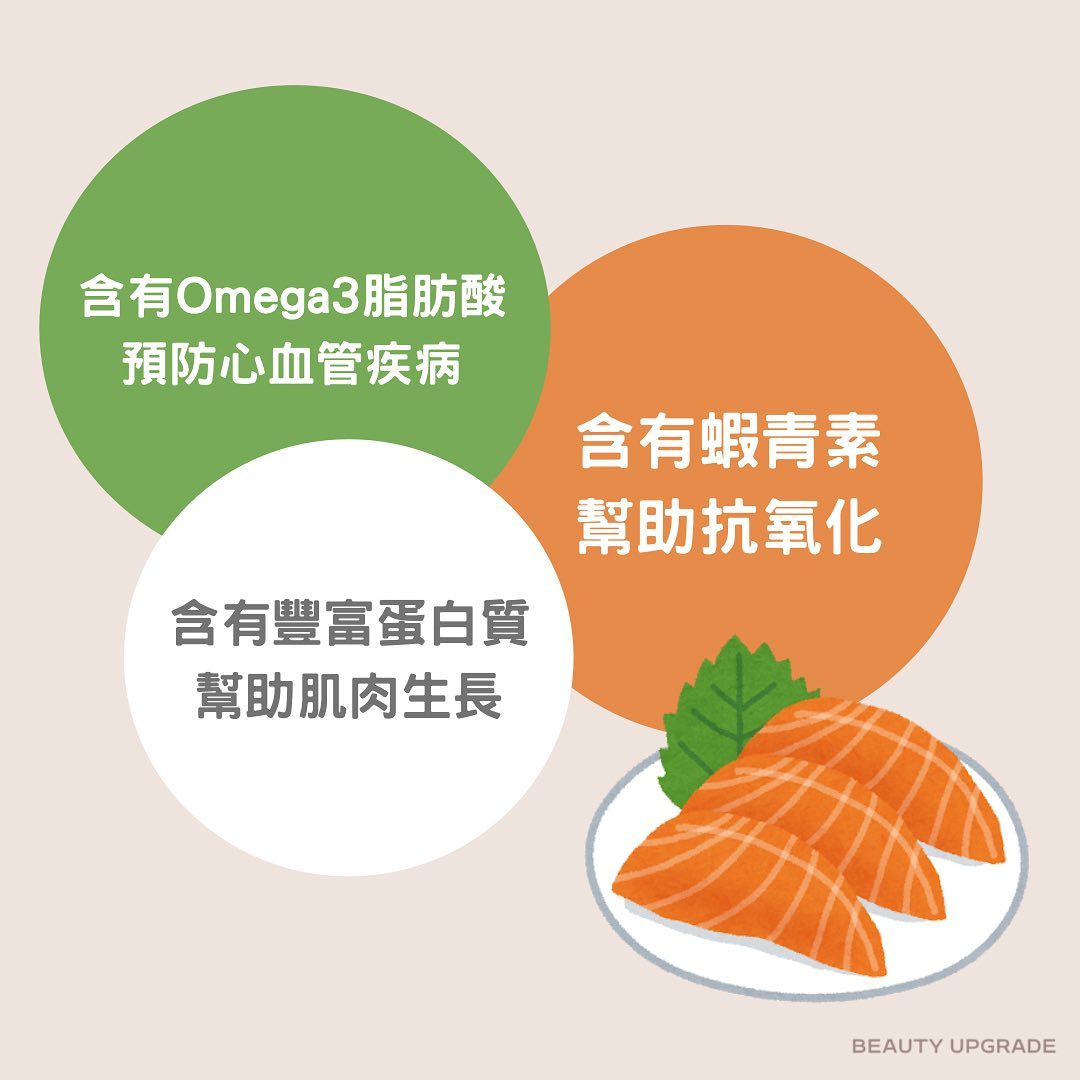 含有Omega3脂肪酸
預防心血管疾病
含有蝦青素
幫助抗氧化
含有豐富蛋白質
幫助肌肉生長
BEAUTY UPGRADE